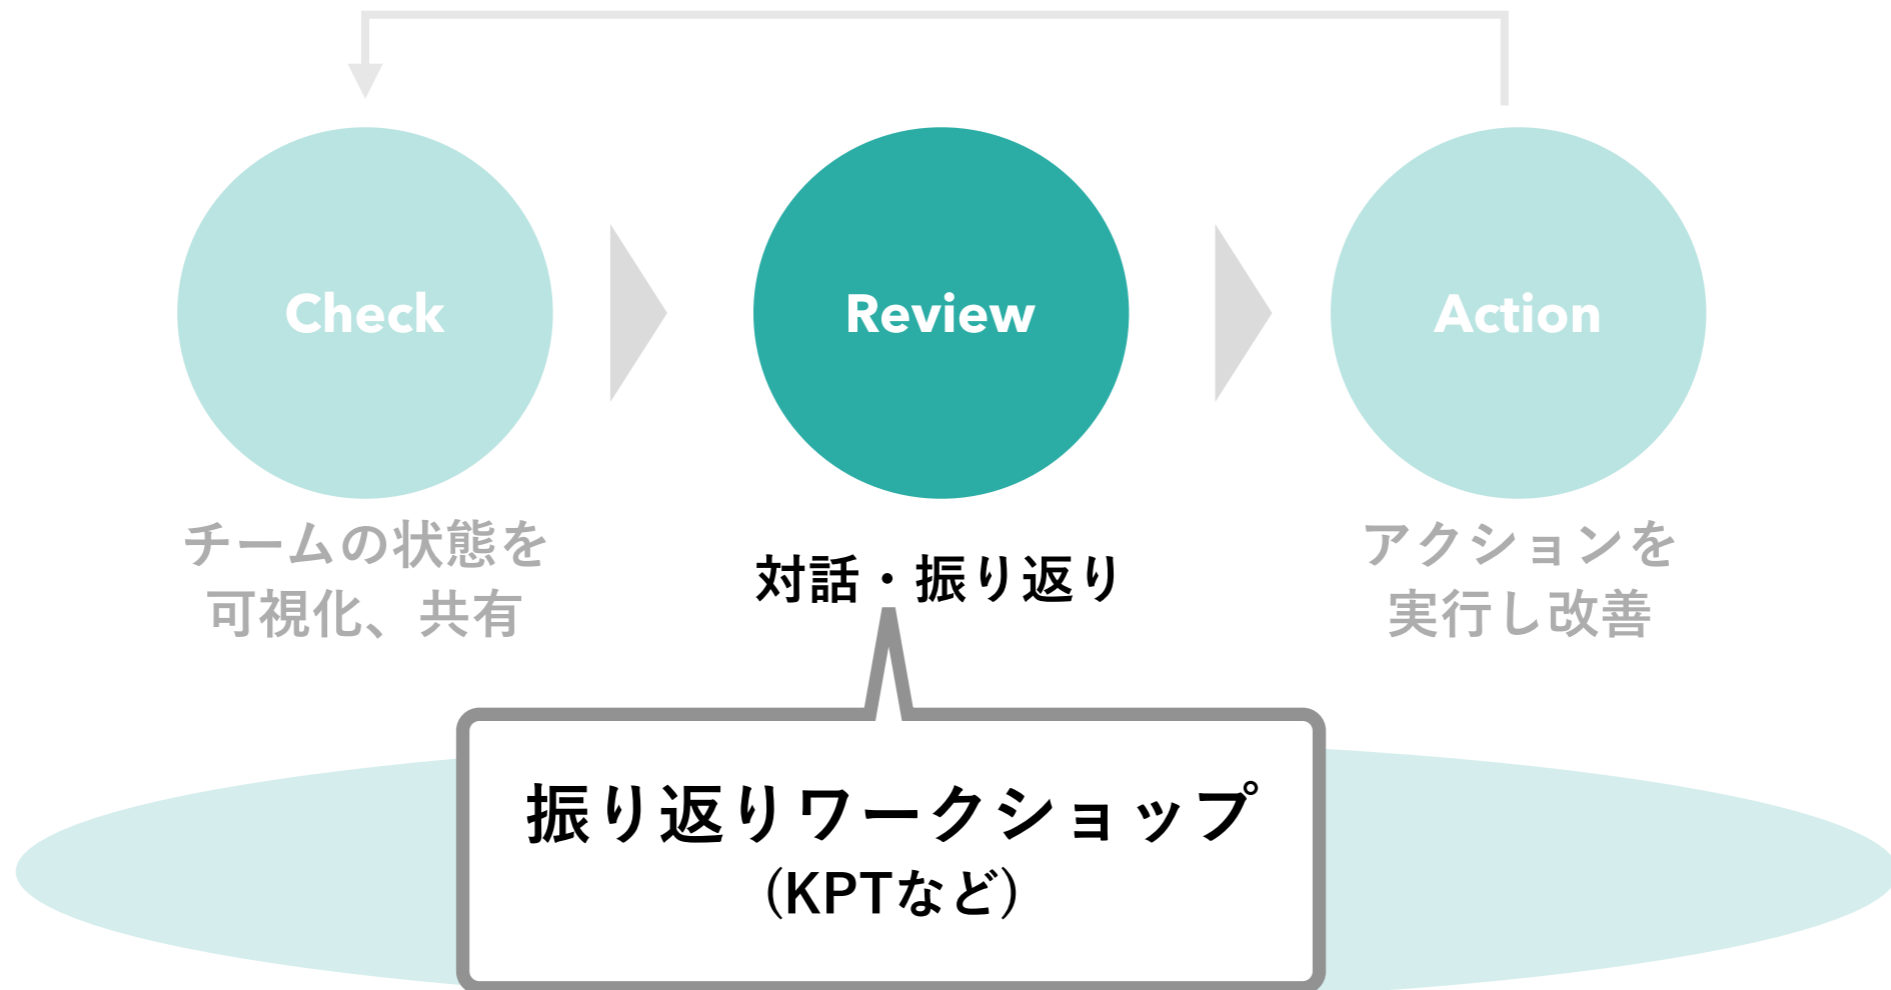 Check
Review
Action
チームの状態を
可視化、共有
対話・振り返り
アクションを
実行し改善
振り返りワークショップ
(KPTなど)